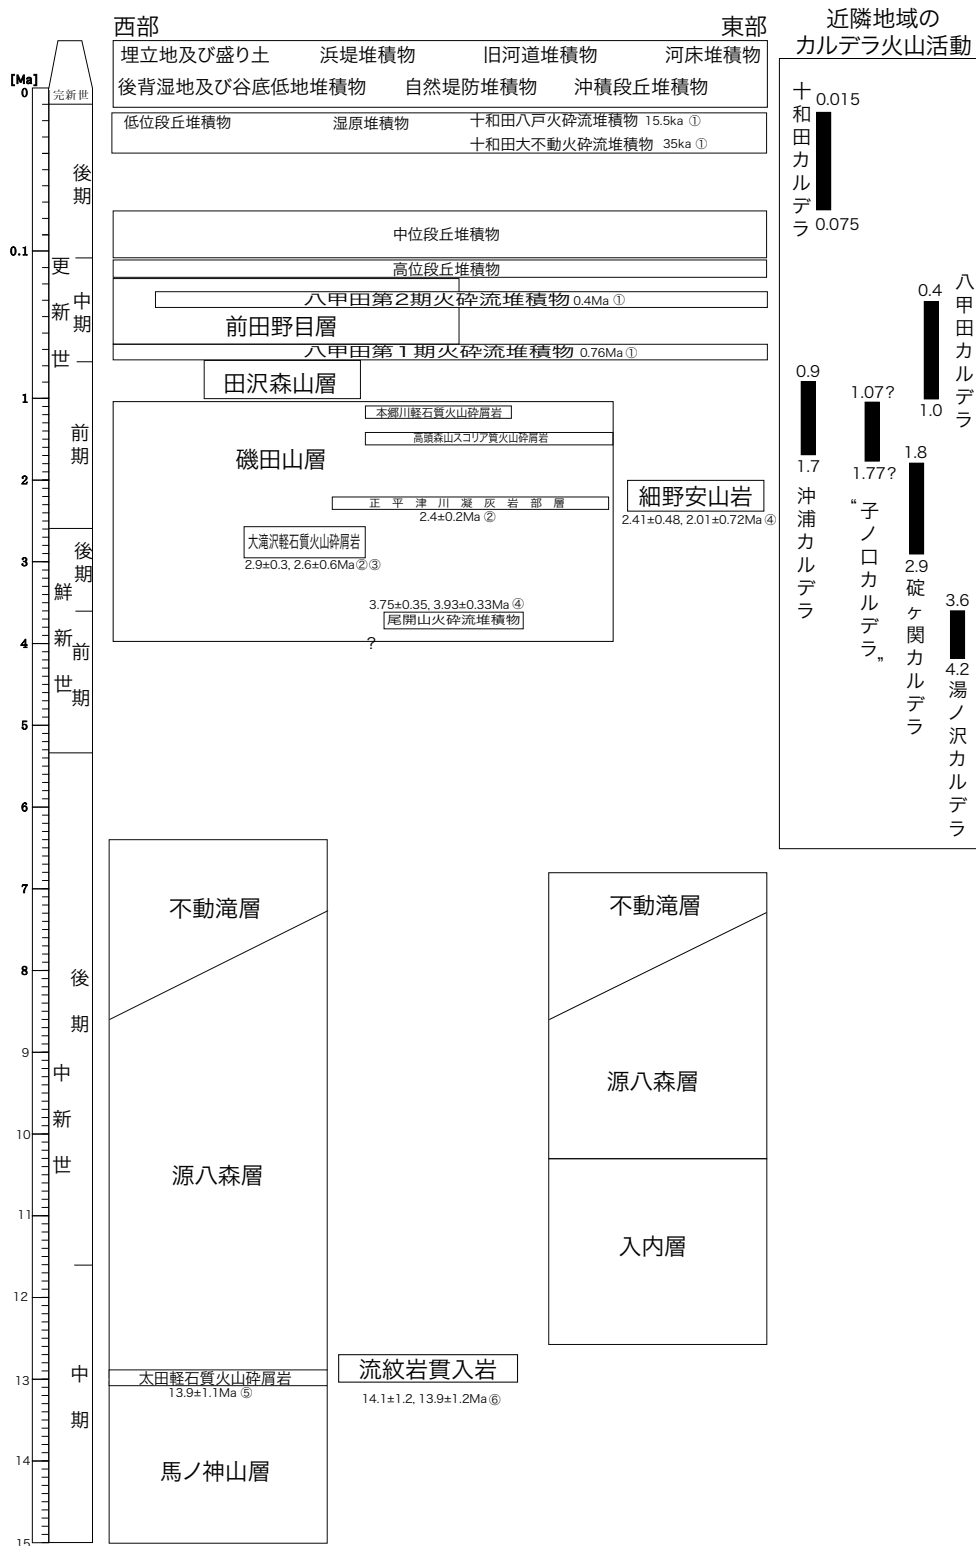 西部
東部
近隣地域の
カルデラ火山活動
埋立地及び盛り土 浜堤堆積物 旧河道堆積物 河床堆積物
後背湿地及び谷底低地堆積物 自然堤防堆積物 沖積段丘堆積物
低位段丘堆積物 湿原堆積物 十和田八戸火砕流堆積物 15.5ka ①
十和田大不動火砕流堆積物 35ka ①
中位段丘堆積物
高位段丘堆積物
八甲田第2期火砕流堆積物 0.4Ma ①
前田野目層
八甲田第1期火砕流堆積物 0.76Ma ①
田沢森山層
本郷川軽石質火山砕屑岩
高頭森山スコリア質火山砕屑岩
磯田山層
正平津川凝灰岩部層
2.4±0.2Ma ②
細野安山岩
2.41±0.48, 2.01±0.72Ma ④
大滝沢軽石質火山砕屑岩
2.9±0.3, 2.6±0.6Ma ②③
3.75±0.35, 3.93±0.33Ma ④
尾開山火砕流堆積物
?
不動滝層
不動滝層
源八森層
源八森層
入内層
太田軽石質火山砕屑岩
13.9±1.1Ma ⑤
流紋岩貫入岩
14.1±1.2, 13.9±1.2Ma ⑥
馬ノ神山層
[Ma]
0
0.1
1
2
3
4
5
6
7
8
9
10
11
12
13
14
15
完新世
更新世
後期
中期
前期
鮮新世
後期
前期
中新世
後期
中期
十和田カルデラ
0.015
0.075
八甲田カルデラ
0.4
1.0
0.9
1.7
沖浦カルデラ
1.07?
1.77?
“子ノ口カルデラ”
1.8
2.9
碇ヶ関カルデラ
3.6
4.2
湯ノ沢カルデラ